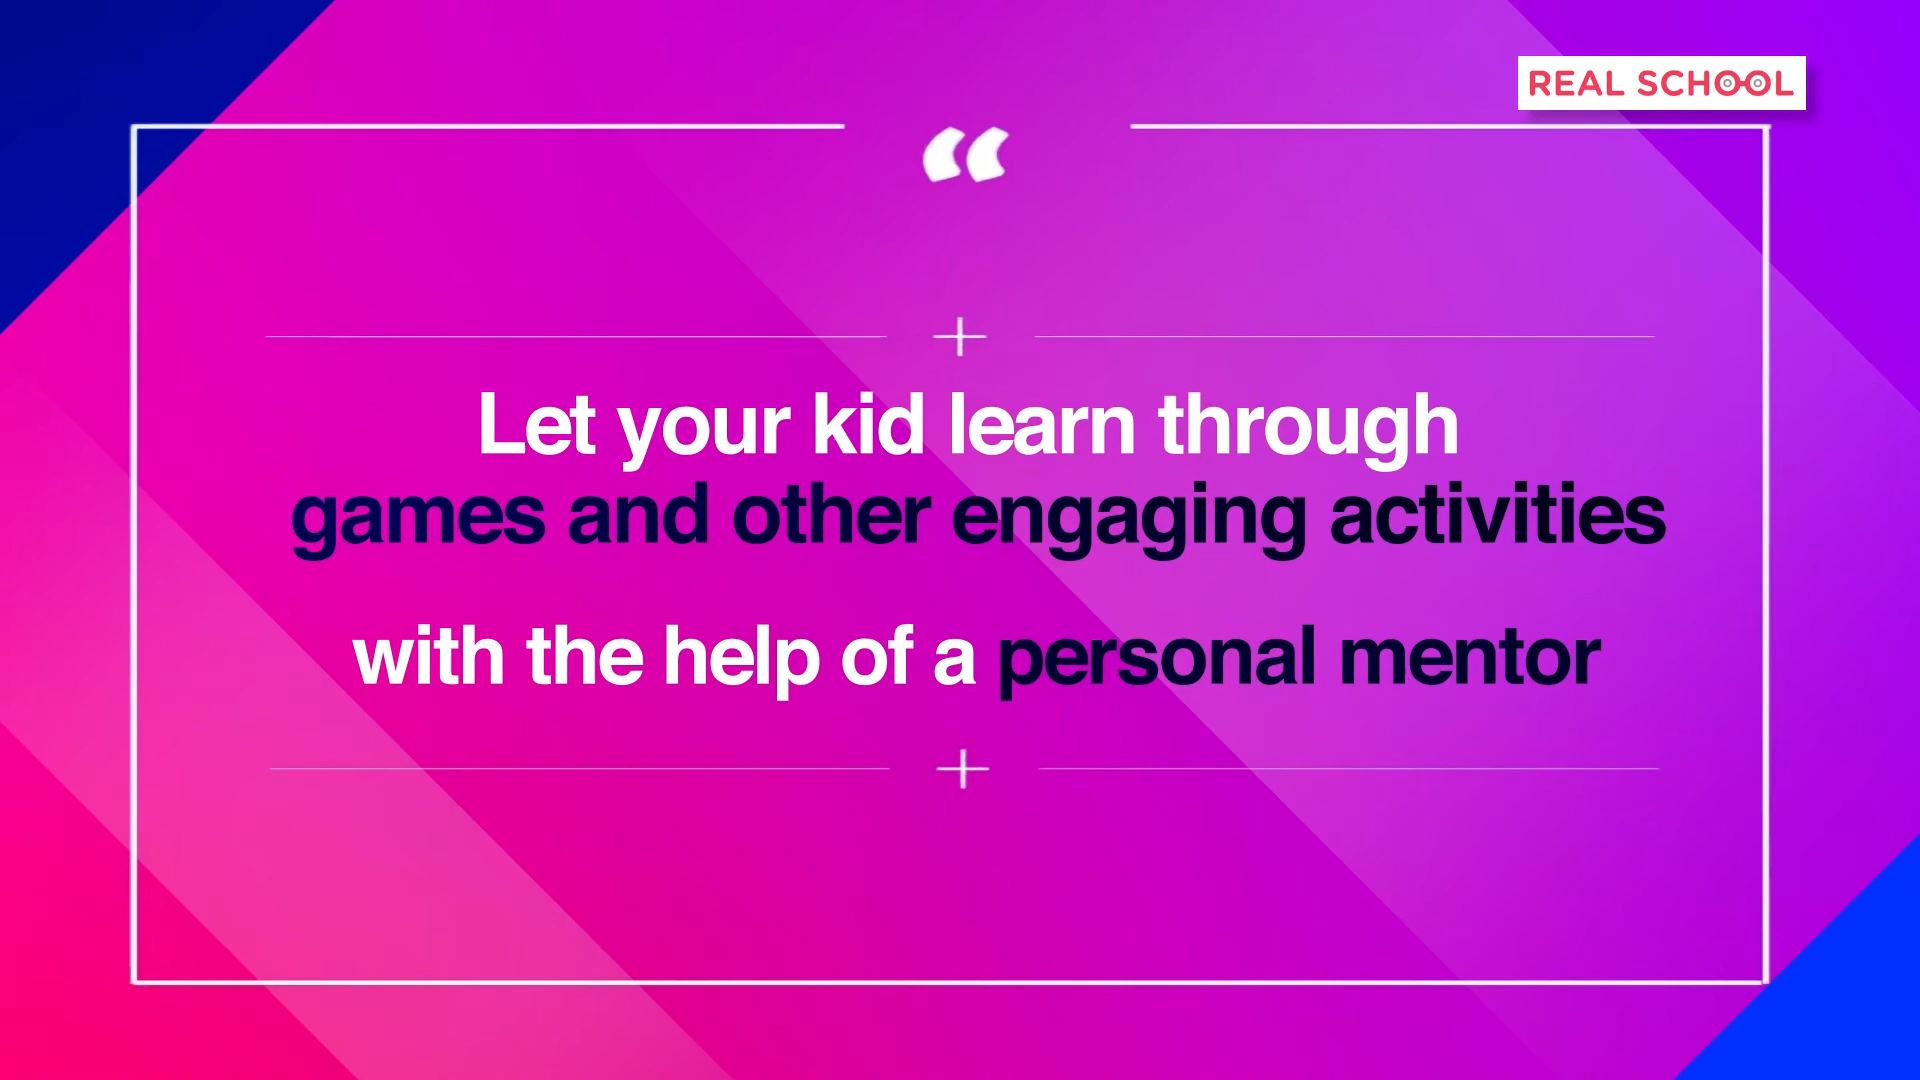 REAL SCHOOL
“
Let your kid learn through
games and other engaging activities
with the help of a personal mentor